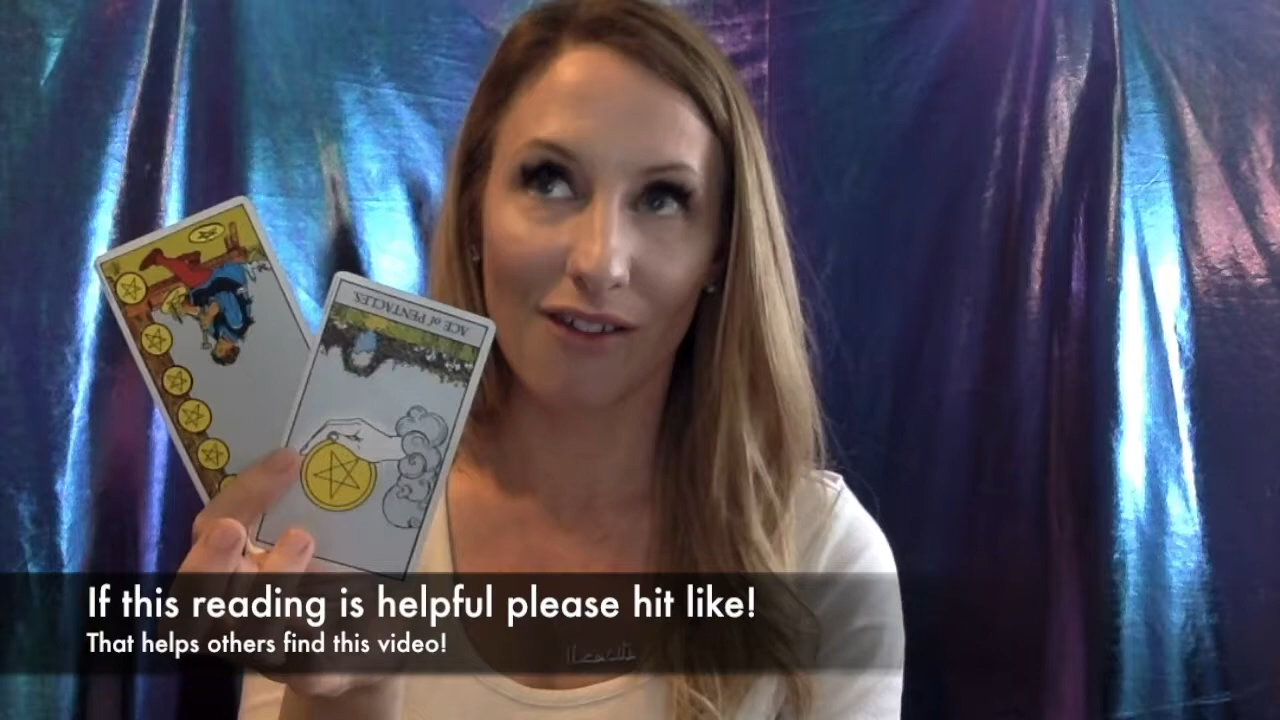 ACE of PENTACLES.
If this reading is helpful please hit like!
That helps others find this video!